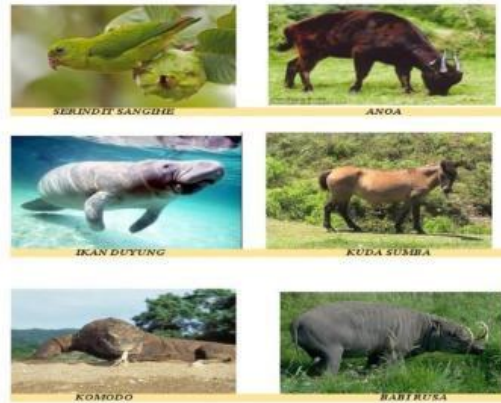 SERINDIT SANGIHE
ANOA
IKAN DUYUNG
KUDA SUMBA
KOMODO
BABI RUSA